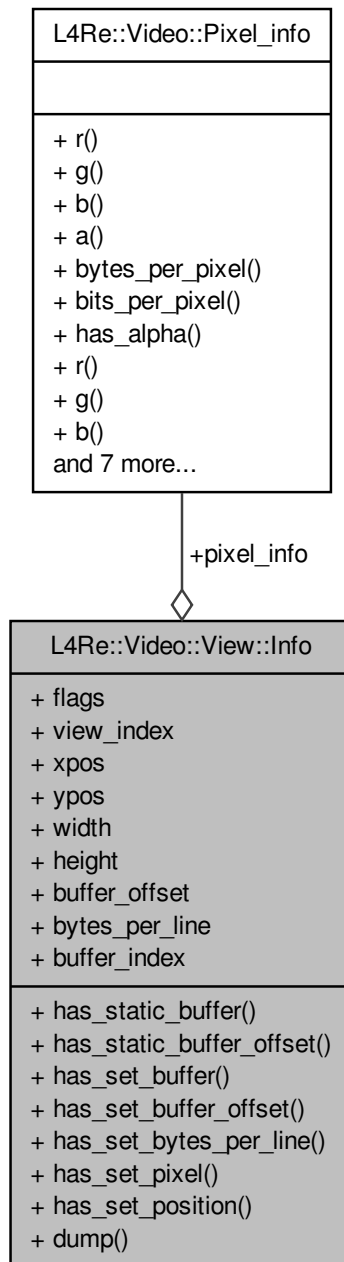 L4Re::Video::Pixel_info
+ r()
+ g()
+ b()
+ a()
+ bytes_per_pixel()
+ bits_per_pixel()
+ has_alpha()
+ r()
+ g()
+ b()
and 7 more...
+pixel_info
L4Re::Video::View::Info
+ flags
+ view_index
+ xpos
+ ypos
+ width
+ height
+ buffer_offset
+ bytes_per_line
+ buffer_index
+ has_static_buffer()
+ has_static_buffer_offset()
+ has_set_buffer()
+ has_set_buffer_offset()
+ has_set_bytes_per_line()
+ has_set_pixel()
+ has_set_position()
+ dump()